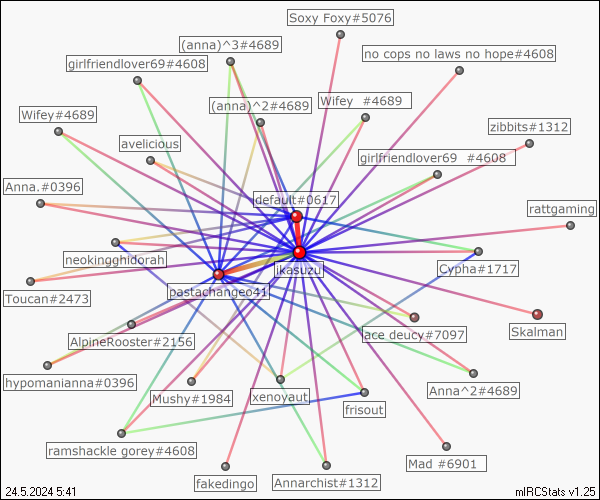 Soxy Foxy#5076
(anna)^3#4689
no cops no laws no hope#4608
girlfriendlover69#4608
(anna)^2#4689
Wifey #4689
Wifey#4689
zibbits#1312
avelicious
girlfriendlover69 #4608
Anna.#0396
default#0617
rattgaming
neokingghidorah
ikasuzu
Cypha#1717
pastachangeo41
Toucan#2473
Skalman
lace_deucy#7097
AlpineRooster#2156
hypomanianna#0396
Anna^2#4689
Mushy#1984
xenoyaut
frisout
ramshackle gorey#4608
Mad #6901
fakedingo
Annarchist#1312
24.5.2024 5:41
mIRCStats v1.25